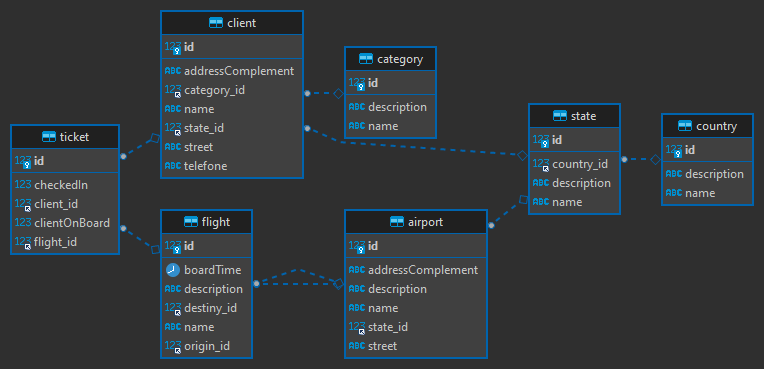 client
123 id
ABC addressComplement
123 category_id
ABC name
123 state_id
ABC street
ABC telefone
category
123 id
ABC description
ABC name
ticket
123 id
123 checkedIn
123 client_id
123 clientOnBoard
123 flight_id
state
123 id
123 country_id
ABC description
ABC name
country
123 id
ABC description
ABC name
flight
123 id
boardTime
ABC description
123 destiny_id
ABC name
123 origin_id
airport
123 id
ABC addressComplement
ABC description
ABC name
123 state_id
ABC street